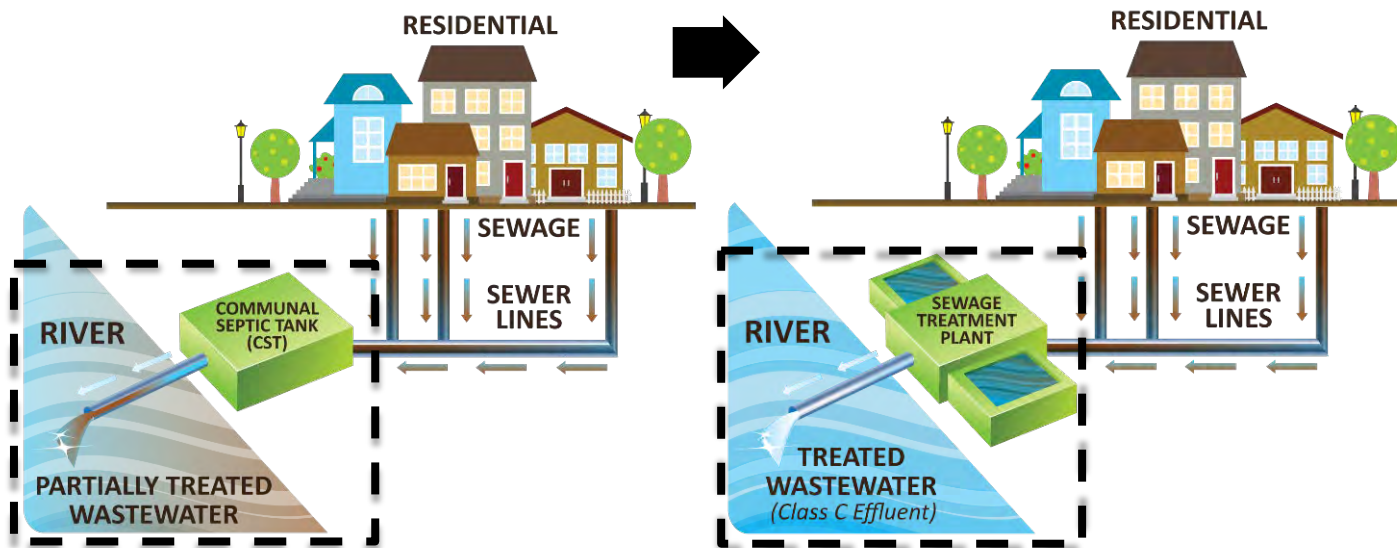 RESIDENTIAL
SEWAGE
SEWER
LINES
COMMUNAL
SEPTIC TANK
(CST)
RIVER
PARTIALLY TREATED
WASTEWATER
RESIDENTIAL
SEWAGE
SEWER
LINES
SEWAGE
TREATMENT
PLANT
RIVER
TREATED
WASTEWATER
(Class C Effluent)